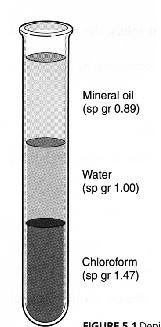 Mineral oil
(sp gr 0.89)
Water
(sp gr 1.00)
Chloroform
(sp gr 1.47)
FIGURE 5.1